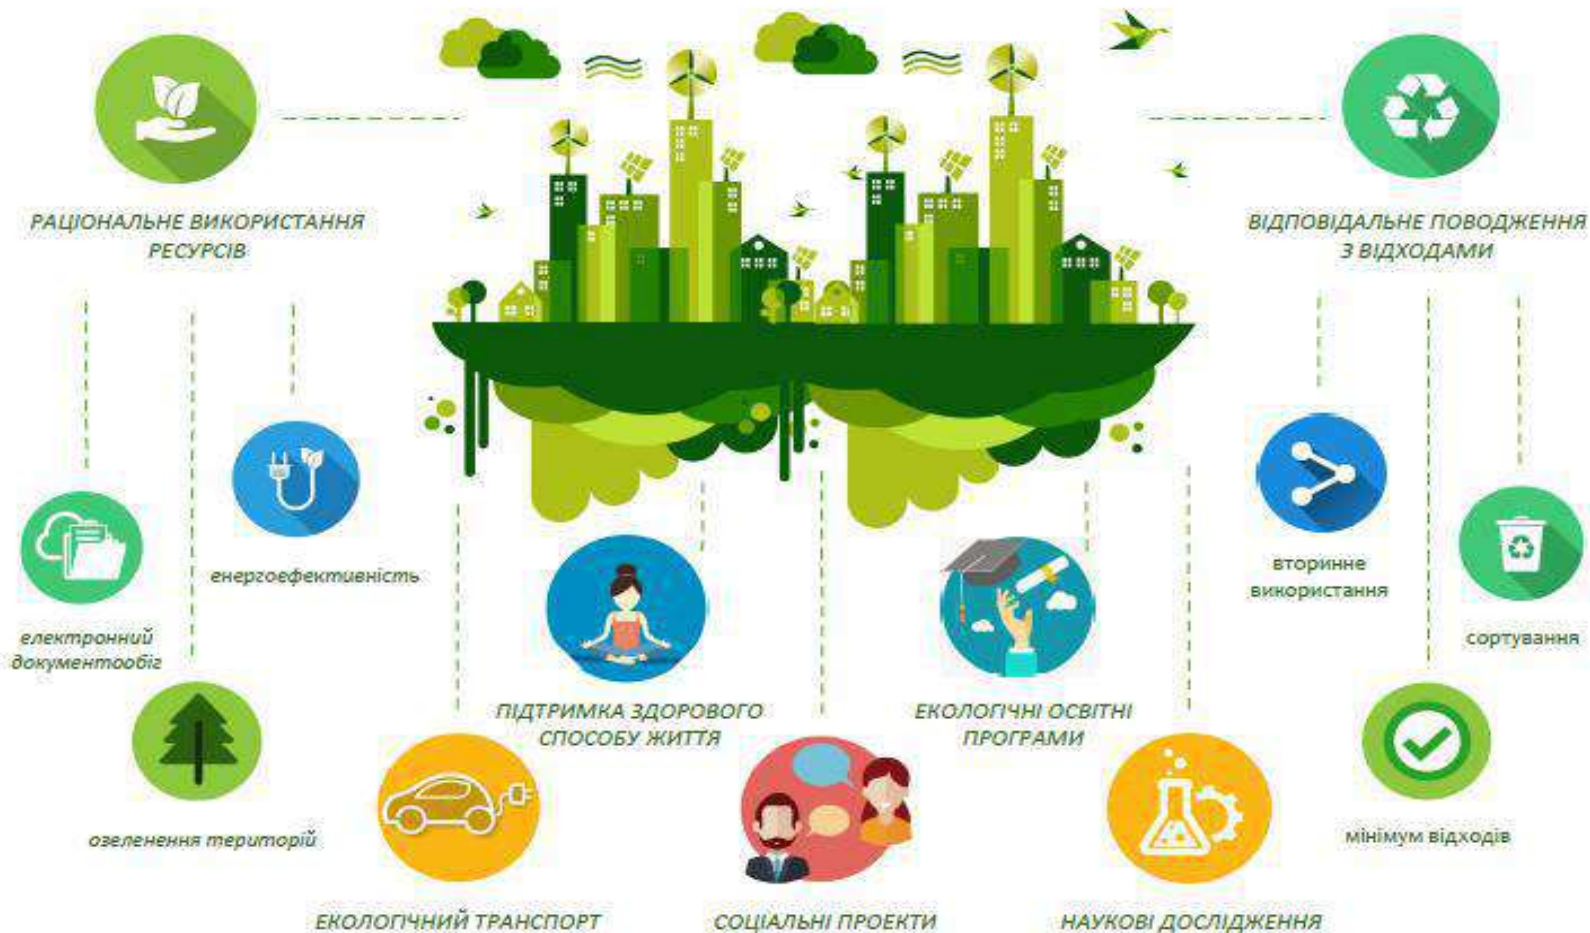 РАЦІОНАЛЬНЕ ВИКОРИСТАННЯ
РЕСУРСІВ
ВІДПОВІДАЛЬНЕ ПОВОДЖЕННЯ
З ВІДХОДАМИ
енергоефективність
електронний
документообіг
озеленення територій
вторинне
використання
сортування
мінімум відходів
ПІДТРИМКА ЗДОРОВОГО
СПОСОБУ ЖИТТЯ
ЕКОЛОГІЧНІ ОСВІТНІ
ПРОГРАМИ
ЕКОЛОГІЧНИЙ ТРАНСПОРТ
СОЦІАЛЬНІ ПРОЕКТИ
НАУКОВІ ДОСЛІДЖЕННЯ